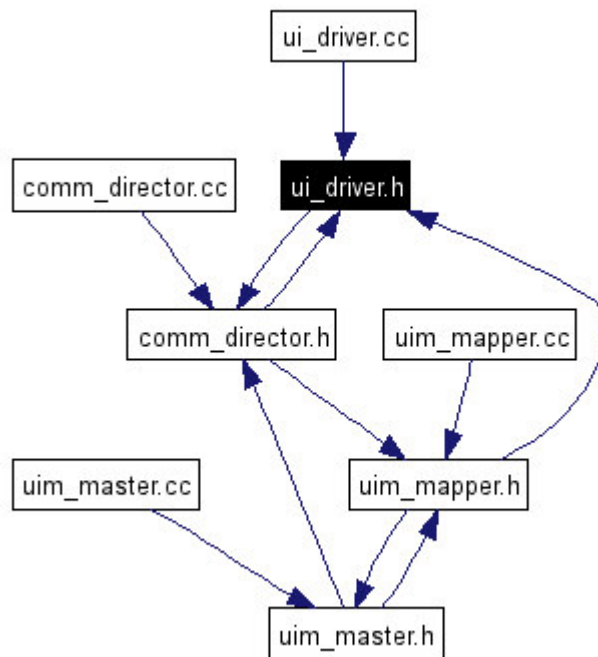 ui_driver.cc
comm_director.cc
ui_driver.h
comm_director.h
uim_mapper.cc
uim_master.cc
uim_mapper.h
uim_master.h